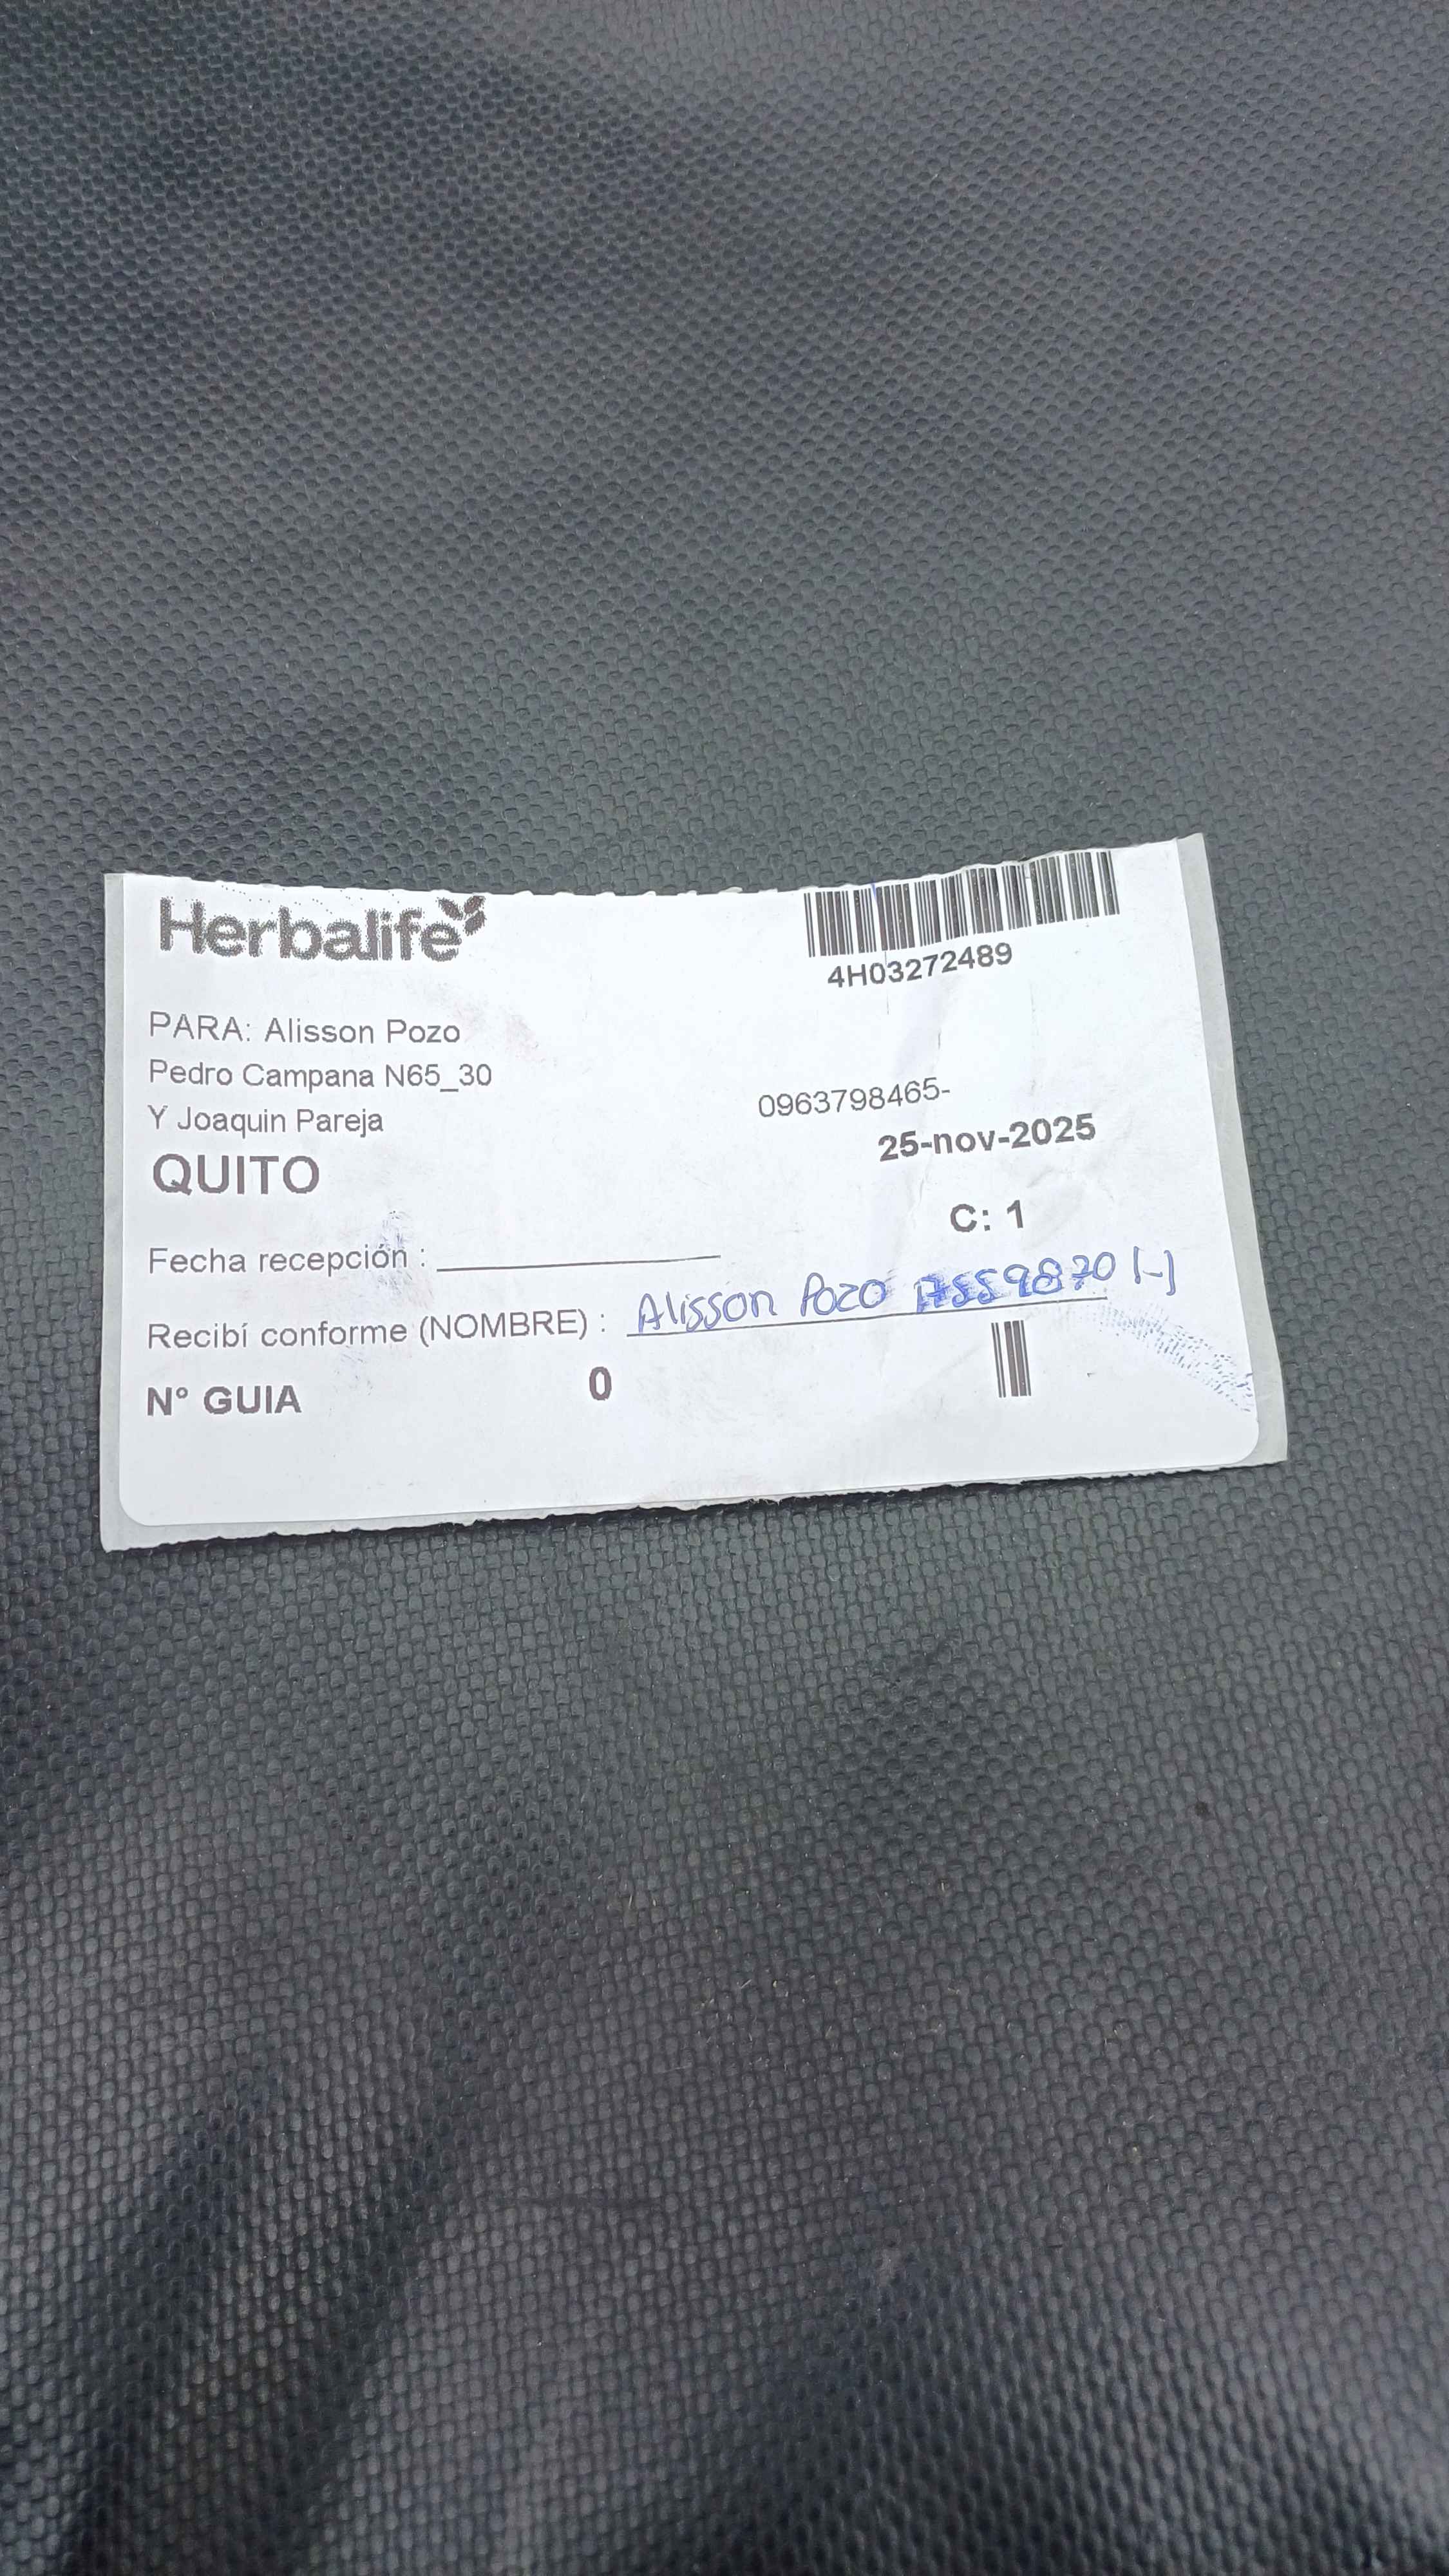 Herbalife
4H03272489
PARA: Alisson Pozo
Pedro Campana N65_30
0963798465-
Y Joaquin Pareja
25-nov-2025
QUITO
C: 1
Fecha recepción :
Recibí conforme (NOMBRE) : Alisson Pozo
N° GUIA 0